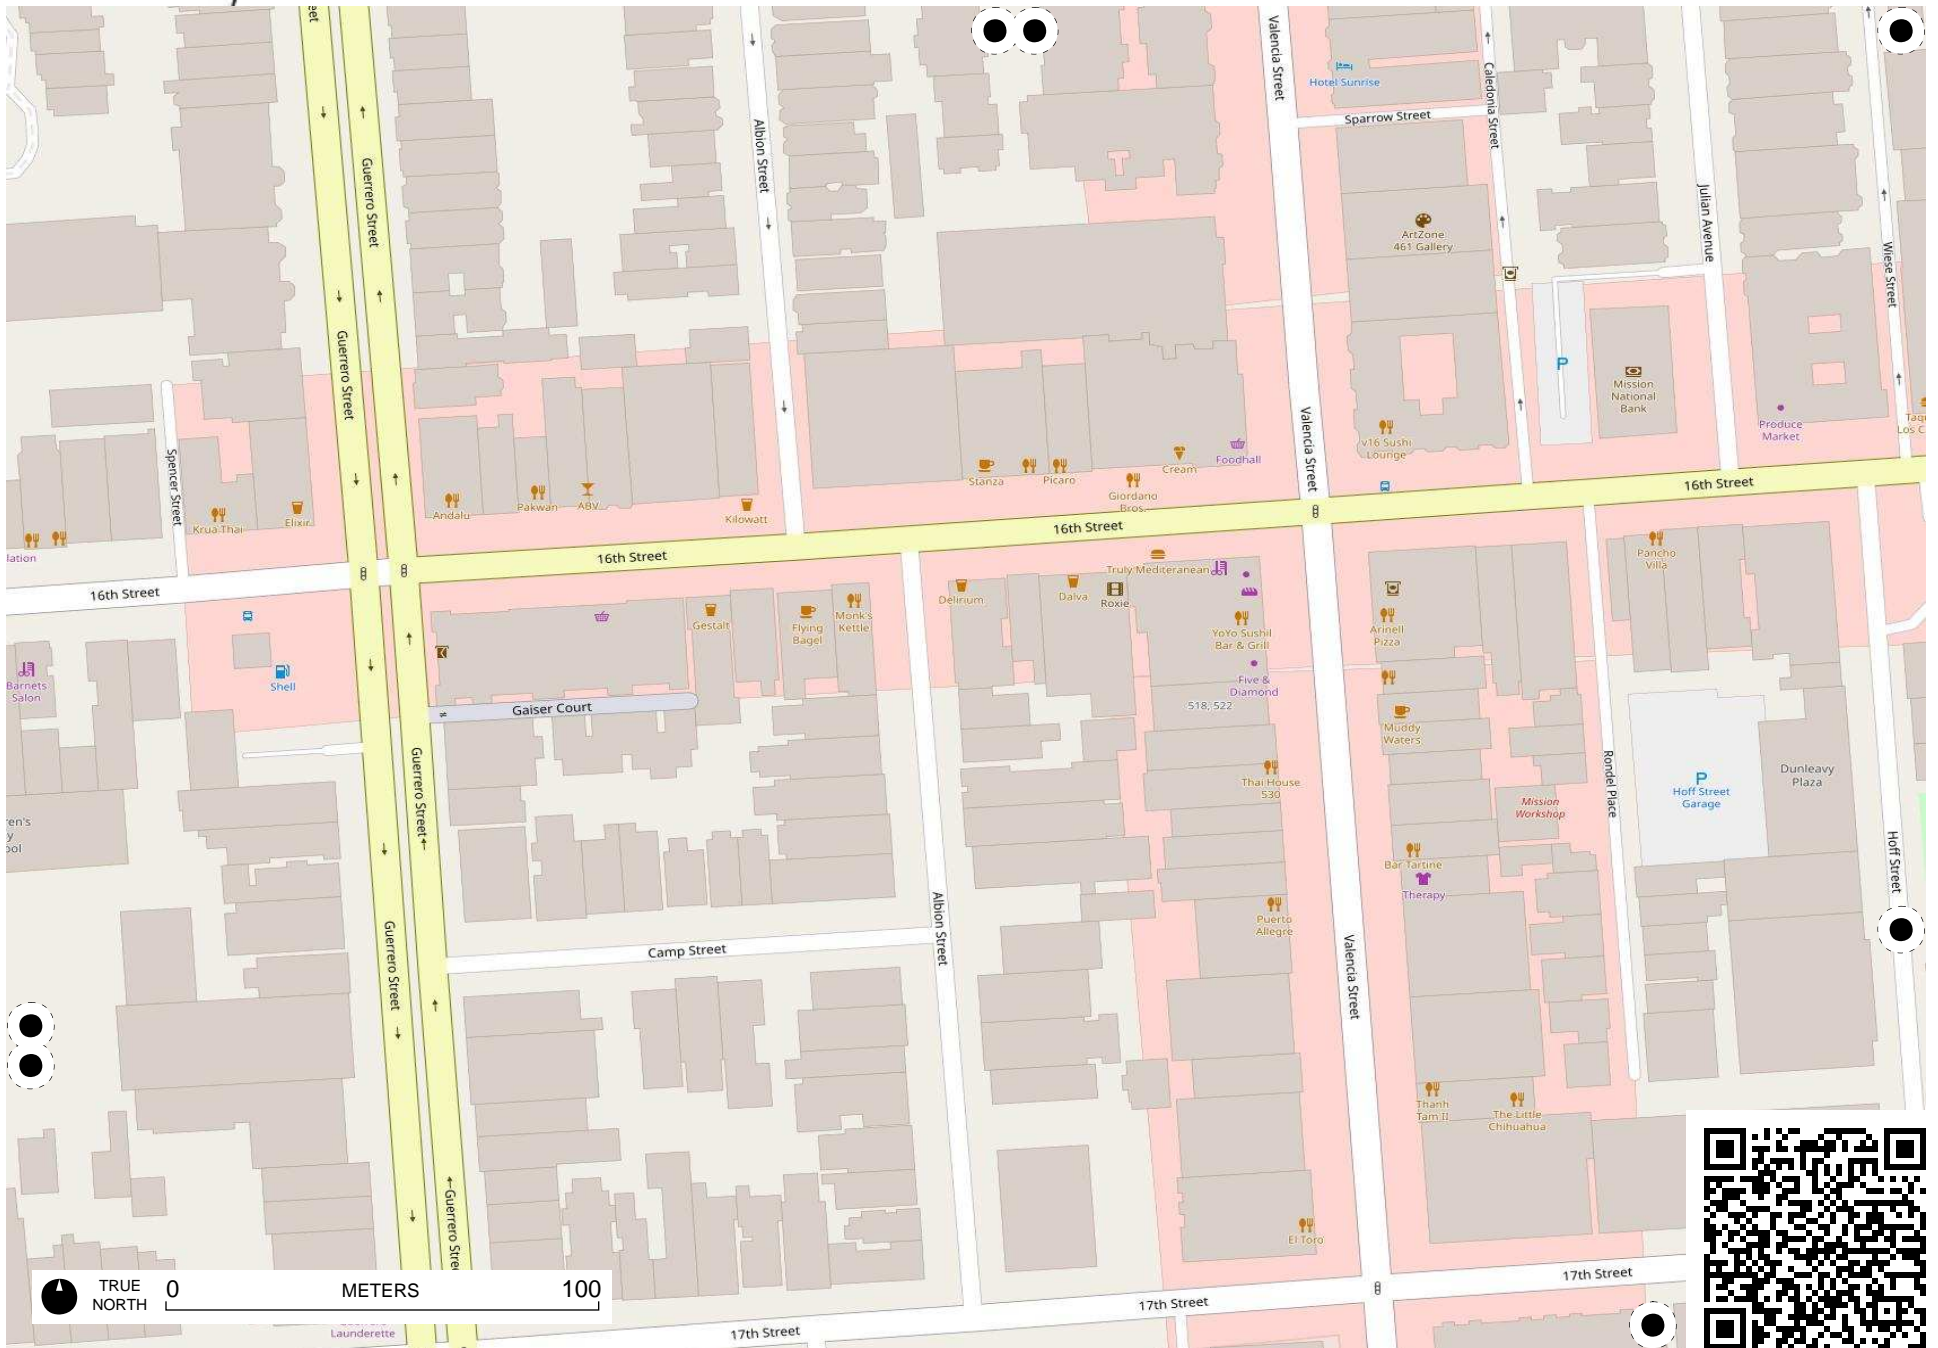 Valencia Street
Hotel Sunrise
Caledonia Street
Sparrow Street
Albion Street
Guerrero Street
Julian Avenue
ArtZone
461 Gallery
Wiese Street
Guerrero Street
Mission
National
Bank
Produce
Market
Valencia Street
v16 Sushi
Lounge
Foodhall
Cream
Stanza
Picaro
Giordano
Bros.
Spencer Street
Krua Thai
Elixir
Andalu
Pakwan
ABV
Kilowatt
16th Street
16th Street
16th Street
16th Street
Pancho
Villa
Truly Mediteranean
Delirium
Dalva
Roxie
Gestalt
Flying
Bagel
Monk's
Kettle
YoYo Sushil
Bar & Grill
Arinell
Pizza
Barnets
Salon
Shell
Five &
Diamond
518, 522
Gaiser Court
Muddy
Waters
Guerrero Street
Rondel Place
Thai House
530
Dunleavy
Plaza
P
Hoff Street
Garage
Mission
Workshop
P
Hoff Street
Bar Tartine
Therapy
Albion Street
Puerto
Allegre
Camp Street
Guerrero Street
Valencia Street
Thanh
Tam II
The Little
Chihuahua
El Toro
TRUE
NORTH
0 METERS 100
17th Street
17th Street
17th Street
Launderette